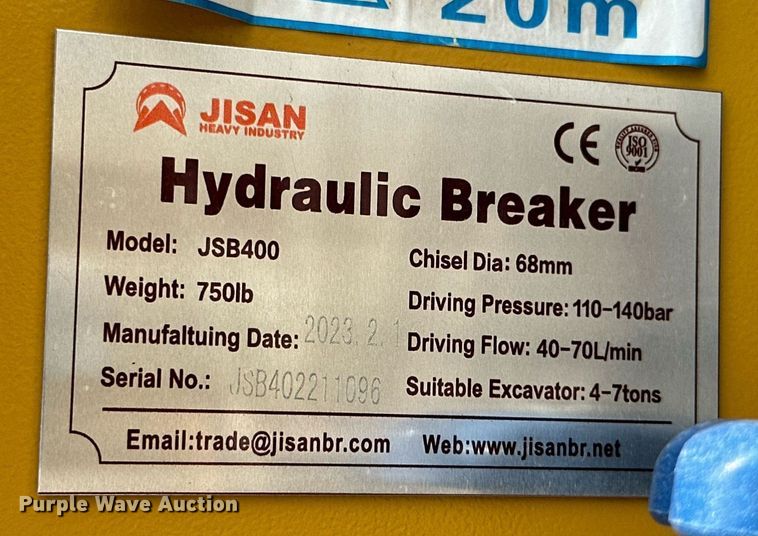 20m
JISAN
HEAVY INDUSTRY
CE
ISO
9001
Hydraulic Breaker
Model: JSB400
Weight: 750lb
Manufaltuing Date: 2023.2.1
Serial No.: JSB402211096
Chisel Dia: 68mm
Driving Pressure: 110-140bar
Driving Flow: 40-70L/min
Suitable Excavator: 4-7tons
Email:trade@jisanbr.com Web:www.jisanbr.net
Purple Wave Auction